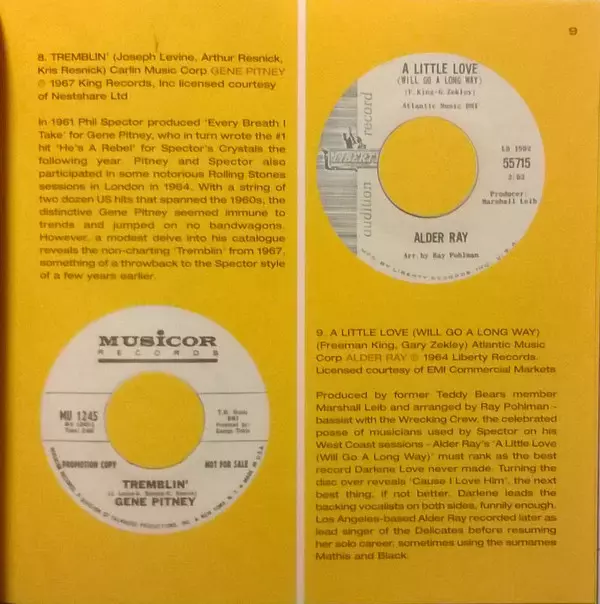 9
8. TREMBLIN' (Joseph Levine, Arthur Resnick,
Kris Resnick) Carlin Music Corp GENE PITNEY
℗ 1967 King Records, Inc licensed courtesy
of Nestshare Ltd
In 1961 Phil Spector produced 'Every Breath I
Take' for Gene Pitney, who in turn wrote the #1
hit 'He's A Rebel' for Spector's Crystals the
following year. Pitney and Spector also
participated in some notorious Rolling Stones
sessions in London in 1964. With a string of
two dozen US hits that spanned the 1960s, the
distinctive Gene Pitney seemed immune to
trends and jumped on no bandwagons.
However, a modest delve into his catalogue
reveals the non-charting 'Tremblin' from 1967,
something of a throwback to the Spector style
of a few years earlier.
MUSICOR
RECORDS
MU 1245
PROMOTION COPY
NOT FOR SALE
TREMBLIN'
GENE PITNEY
A LITTLE LOVE
(WILL GO A LONG WAY)
(F. King-G Zekley)
Atlantic Music BMI
LIBERTY
audition record
LB 1592
55715
2:03
Producer:
Marshall Leib
ALDER RAY
Arr by Ray Pohlman
MFG. BY LIBERTY RECORDS, INC.
9. A LITTLE LOVE (WILL GO A LONG WAY)
(Freeman King, Gary Zekley) Atlantic Music
Corp ALDER RAY ℗ 1964 Liberty Records.
Licensed courtesy of EMI Commercial Markets
Produced by former Teddy Bears member
Marshall Leib and arranged by Ray Pohlman -
bassist with the Wrecking Crew, the celebrated
posse of musicians used by Spector on his
West Coast sessions - Alder Ray's 'A Little Love
(Will Go A Long Way)' must rank as the best
record Darlene Love never made. Turning the
disc over reveals 'Cause I Love Him', the next
best thing, if not better. Darlene leads the
backing vocalists on both sides, funnily enough.
Los Angeles-based Alder Ray recorded later as
lead singer of the Delicates before resuming
her solo career, sometimes using the surnames
Mathis and Black.